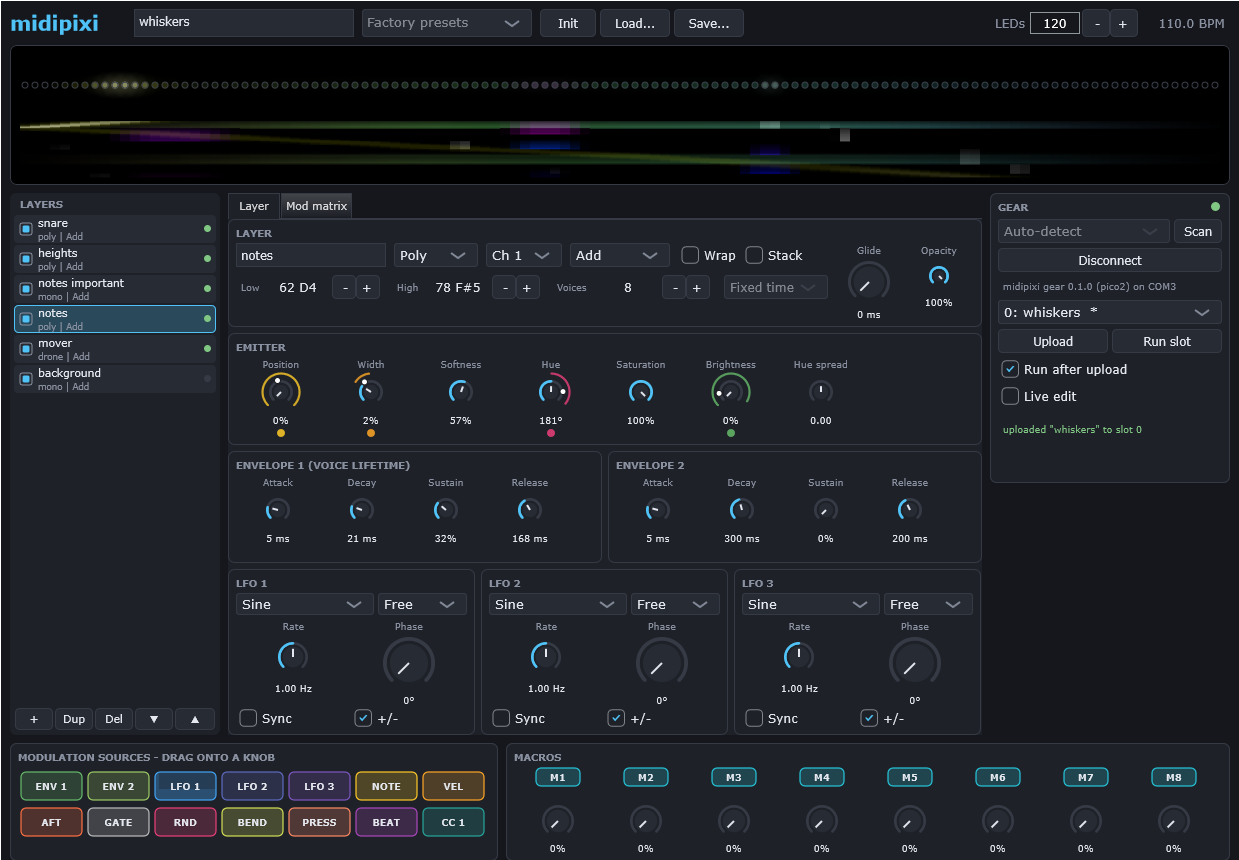 midipixi whiskers Factory presets Init Load... Save... LEDs 120 - + 110.0 BPM
LAYERS
snare
poly | Add
heights
poly | Add
notes important
mono | Add
notes
poly | Add
mover
drone | Add
background
mono | Add
+ Dup Del ▼ ▲
Layer Mod matrix
LAYER
notes Poly Ch 1 Add Wrap Stack Glide Opacity
Low 62 D4 - + High 78 F#5 - + Voices 8 - + Fixed time
0 ms 100%
EMITTER
Position Width Softness Hue Saturation Brightness Hue spread
0% 2% 57% 181° 100% 0% 0.00
ENVELOPE 1 (VOICE LIFETIME)
Attack Decay Sustain Release
5 ms 21 ms 32% 168 ms
ENVELOPE 2
Attack Decay Sustain Release
5 ms 300 ms 0% 200 ms
LFO 1
Sine Free
Rate Phase
1.00 Hz 0°
Sync +/-
LFO 2
Sine Free
Rate Phase
1.00 Hz 0°
Sync +/-
LFO 3
Sine Free
Rate Phase
1.00 Hz 0°
Sync +/-
GEAR
Auto-detect Scan
Disconnect
midipixi gear 0.1.0 (pico2) on COM3
0: whiskers *
Upload Run slot
Run after upload
Live edit
uploaded "whiskers" to slot 0
MODULATION SOURCES - DRAG ONTO A KNOB
ENV 1 ENV 2 LFO 1 LFO 2 LFO 3 NOTE VEL
AFT GATE RND BEND PRESS BEAT CC 1
MACROS
M1 M2 M3 M4 M5 M6 M7 M8
0% 0% 0% 0% 0% 0% 0% 0%